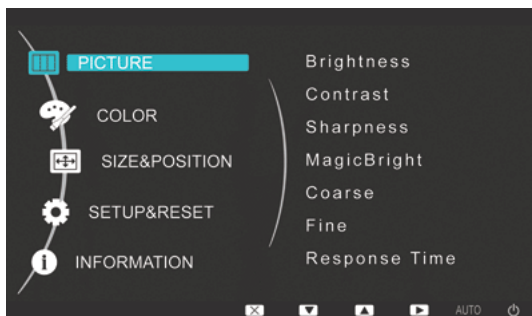 PICTURE
COLOR
SIZE&POSITION
SETUP&RESET
INFORMATION
Brightness
Contrast
Sharpness
MagicBright
Coarse
Fine
Response Time
AUTO